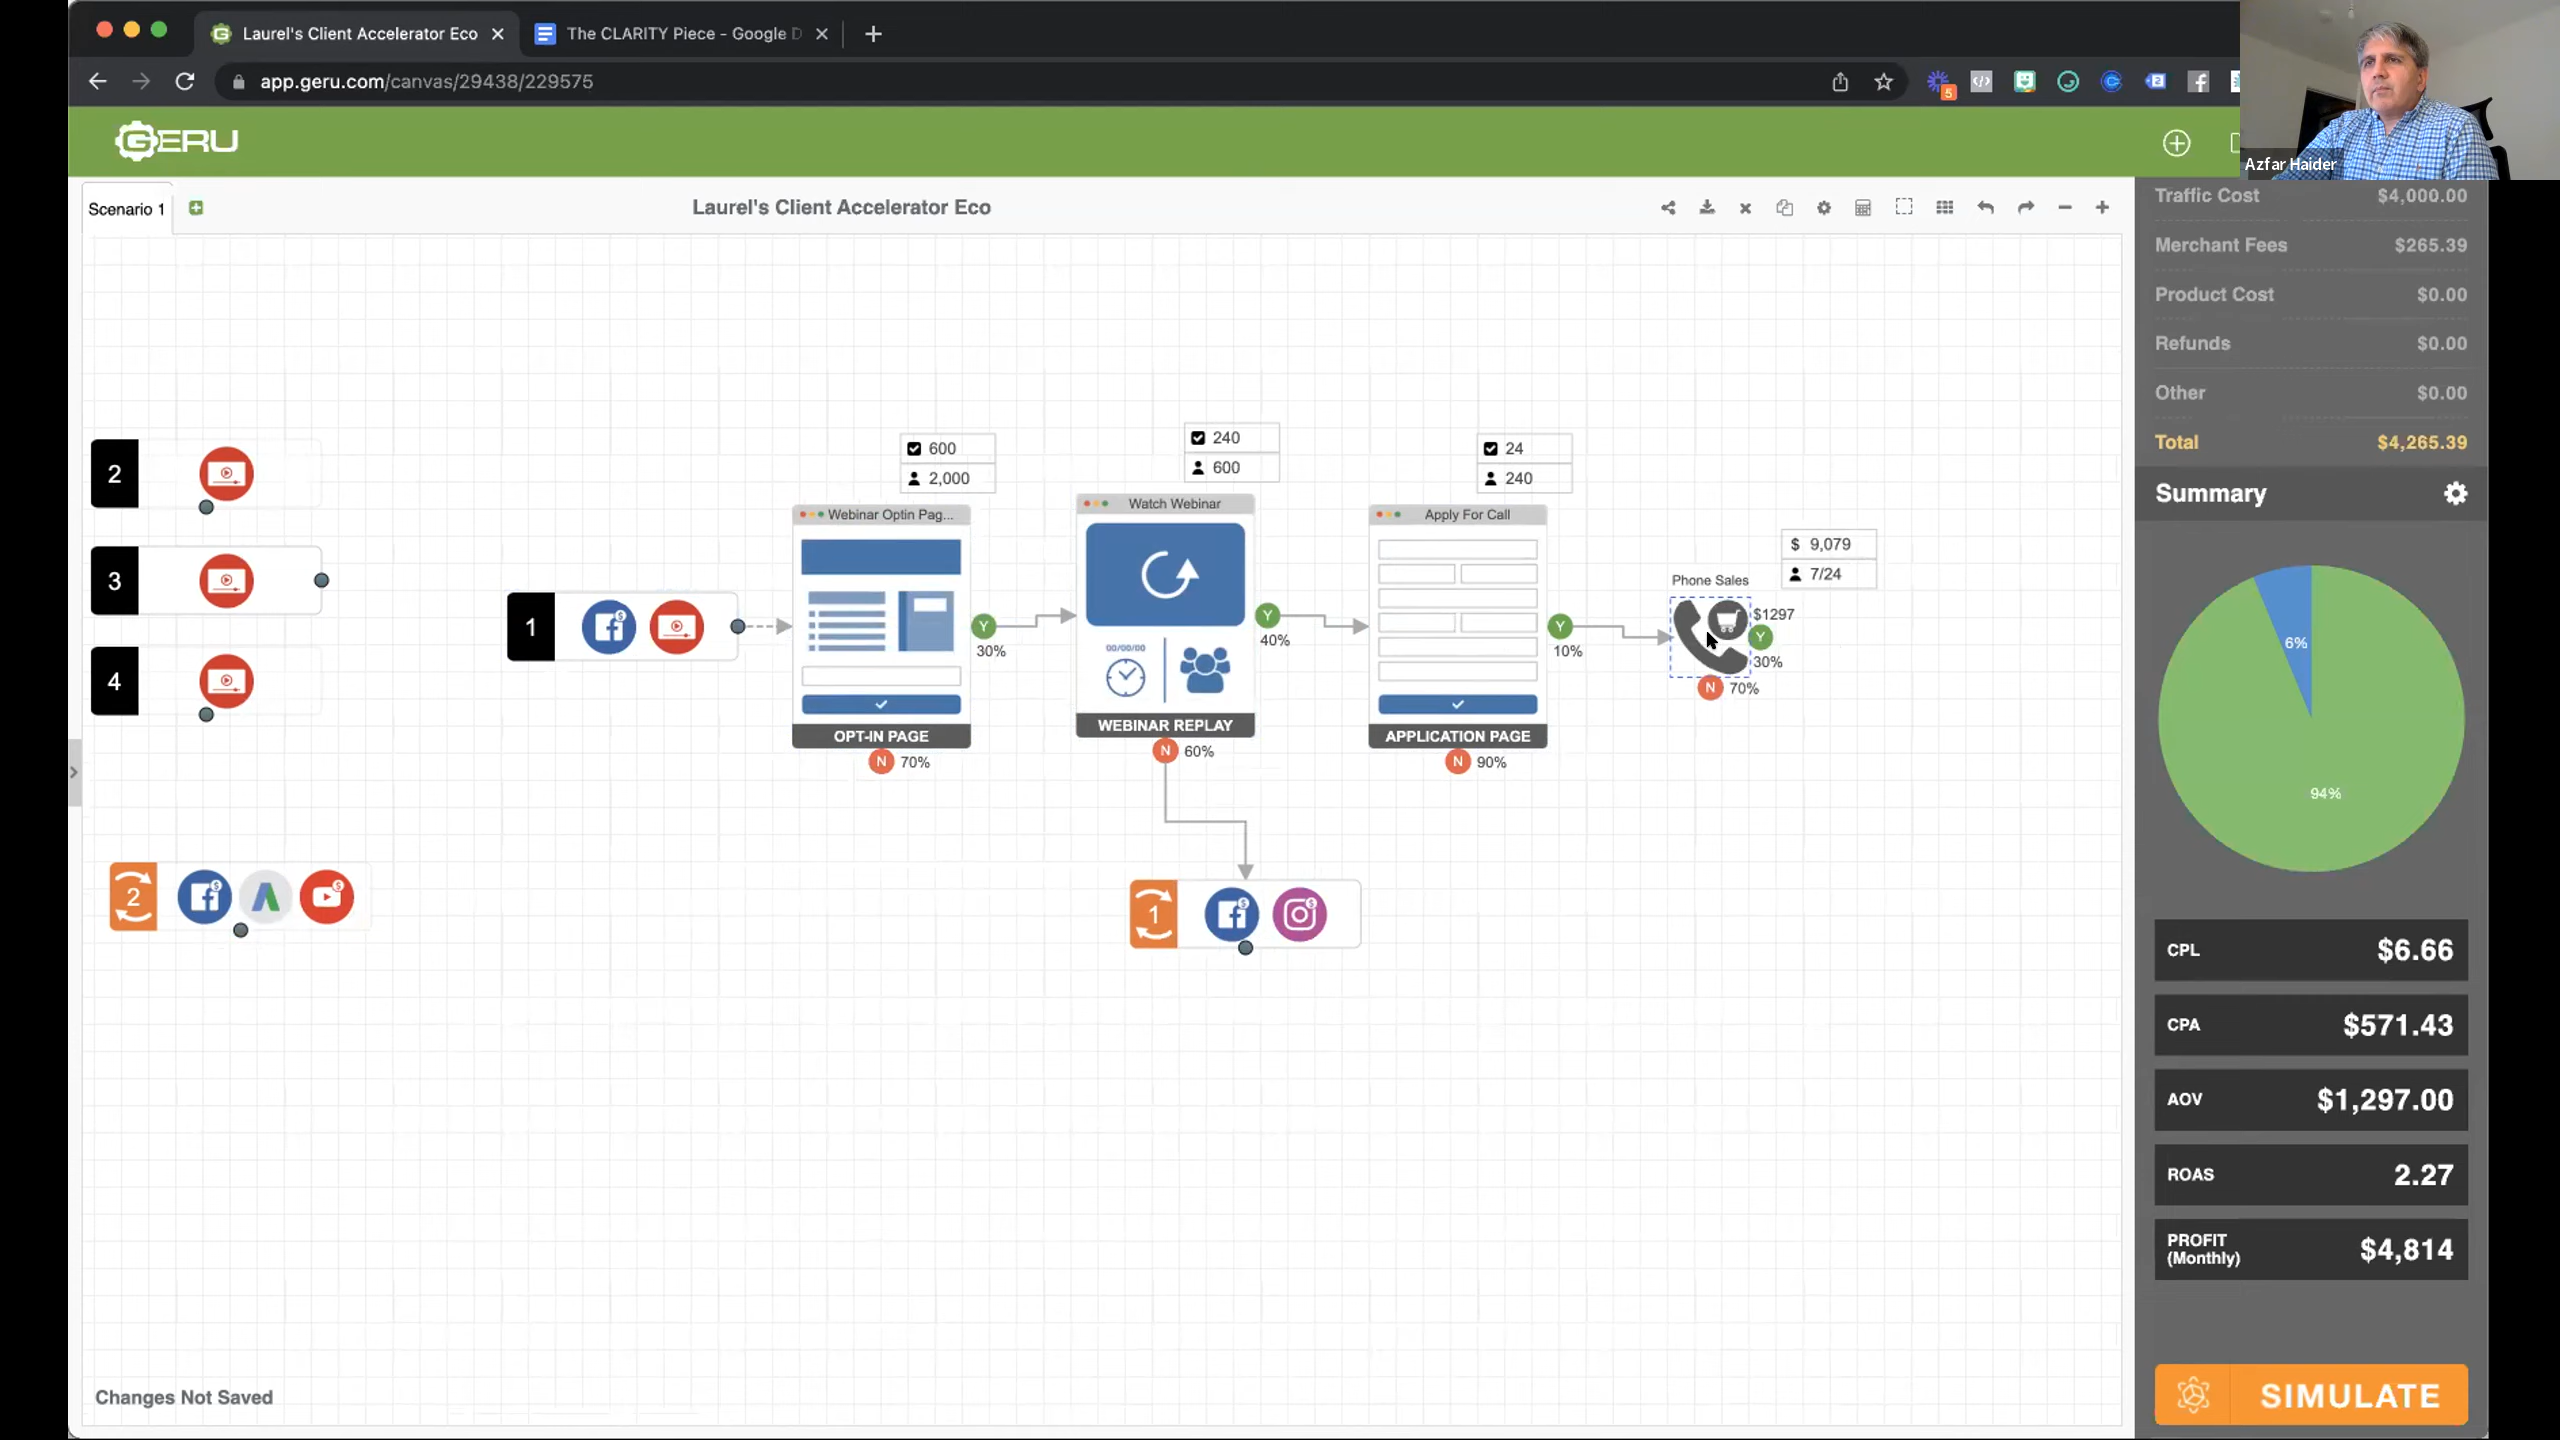 Laurel's Client Accelerator Eco
The CLARITY Piece - Google D
app.geru.com/canvas/29438/229575
5
Azfar Haider
GERU
Scenario 1
Laurel's Client Accelerator Eco
Traffic Cost $4,000.00
Merchant Fees $265.39
Product Cost $0.00
Refunds $0.00
Other $0.00
Total $4,265.39
Summary
6%
94%
CPL $6.66
CPA $571.43
AOV $1,297.00
ROAS 2.27
PROFIT (Monthly) $4,814
SIMULATE
2
3
4
1
600
2,000
Webinar Optin Pag...
Y
30%
OPT-IN PAGE
N 70%
240
600
Watch Webinar
00/00/00
Y
40%
WEBINAR REPLAY
N 60%
24
240
Apply For Call
Y
10%
APPLICATION PAGE
N 90%
$ 9,079
7/24
Phone Sales
$1297
Y
30%
N 70%
2
1
Changes Not Saved